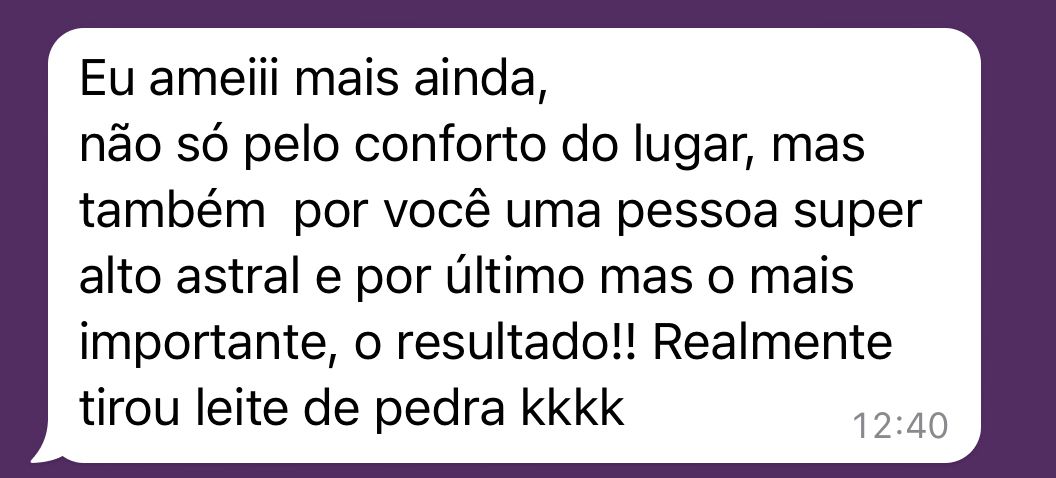 Eu ameiii mais ainda,
não só pelo conforto do lugar, mas
também  por você uma pessoa super
alto astral e por último mas o mais
importante, o resultado!! Realmente
tirou leite de pedra kkkk
12:40